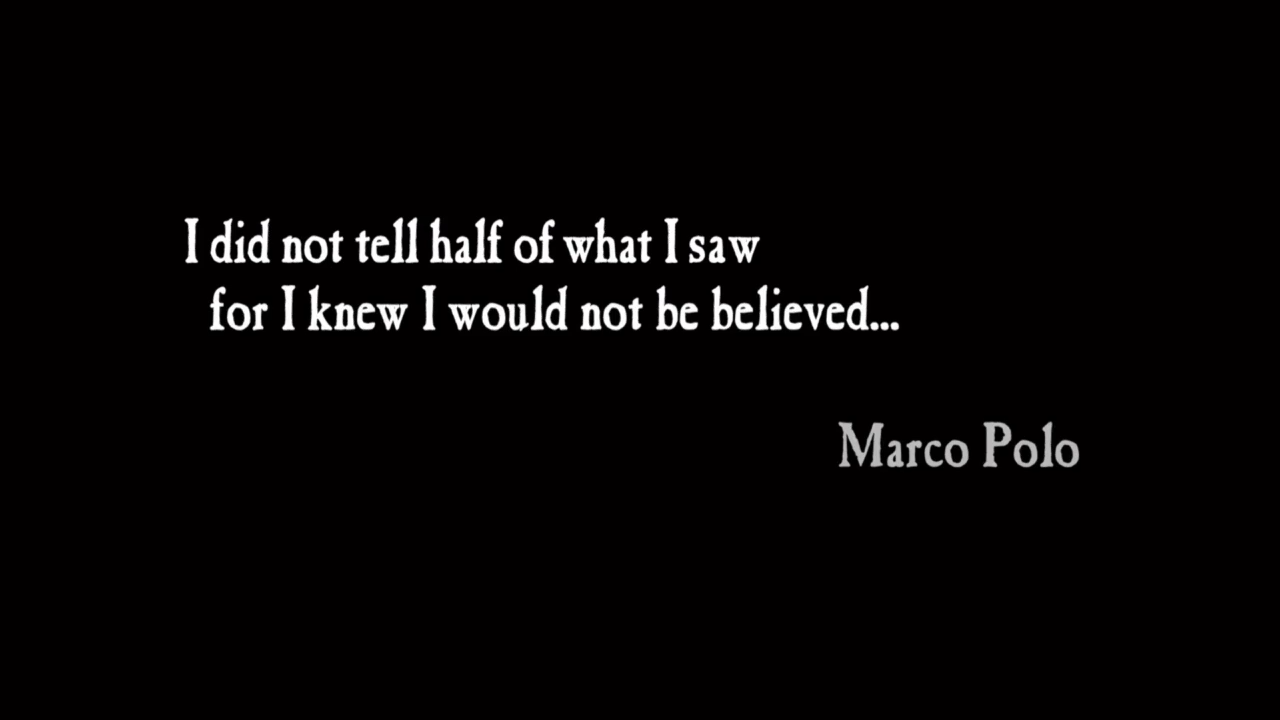 I did not tell half of what I saw
for I knew I would not be believed...
Marco Polo